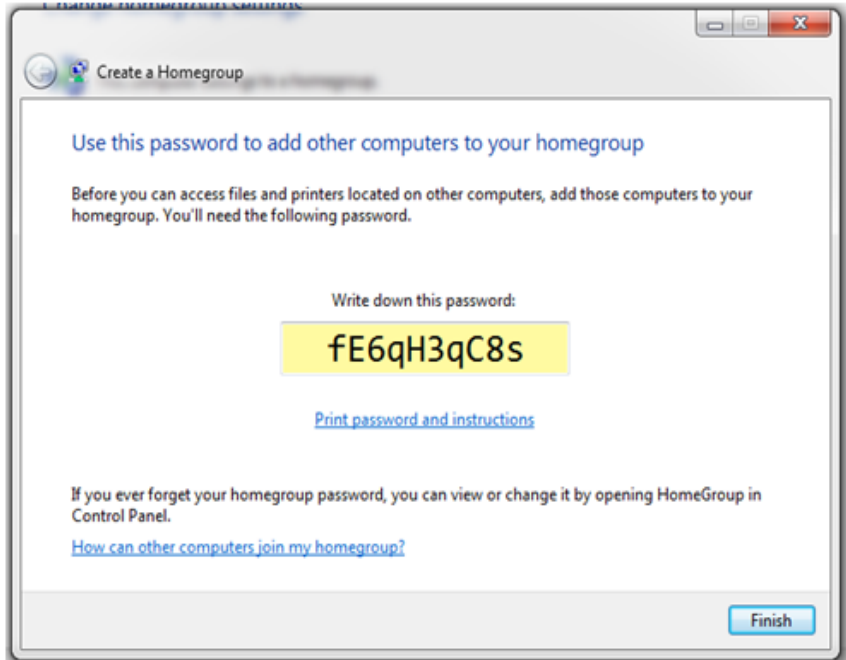 Change homegroup settings
Create a Homegroup
Use this password to add other computers to your homegroup
Before you can access files and printers located on other computers, add those computers to your
homegroup. You'll need the following password.
Write down this password:
fE6qH3qC8s
Print password and instructions
If you ever forget your homegroup password, you can view or change it by opening HomeGroup in
Control Panel.
How can other computers join my homegroup?
Finish